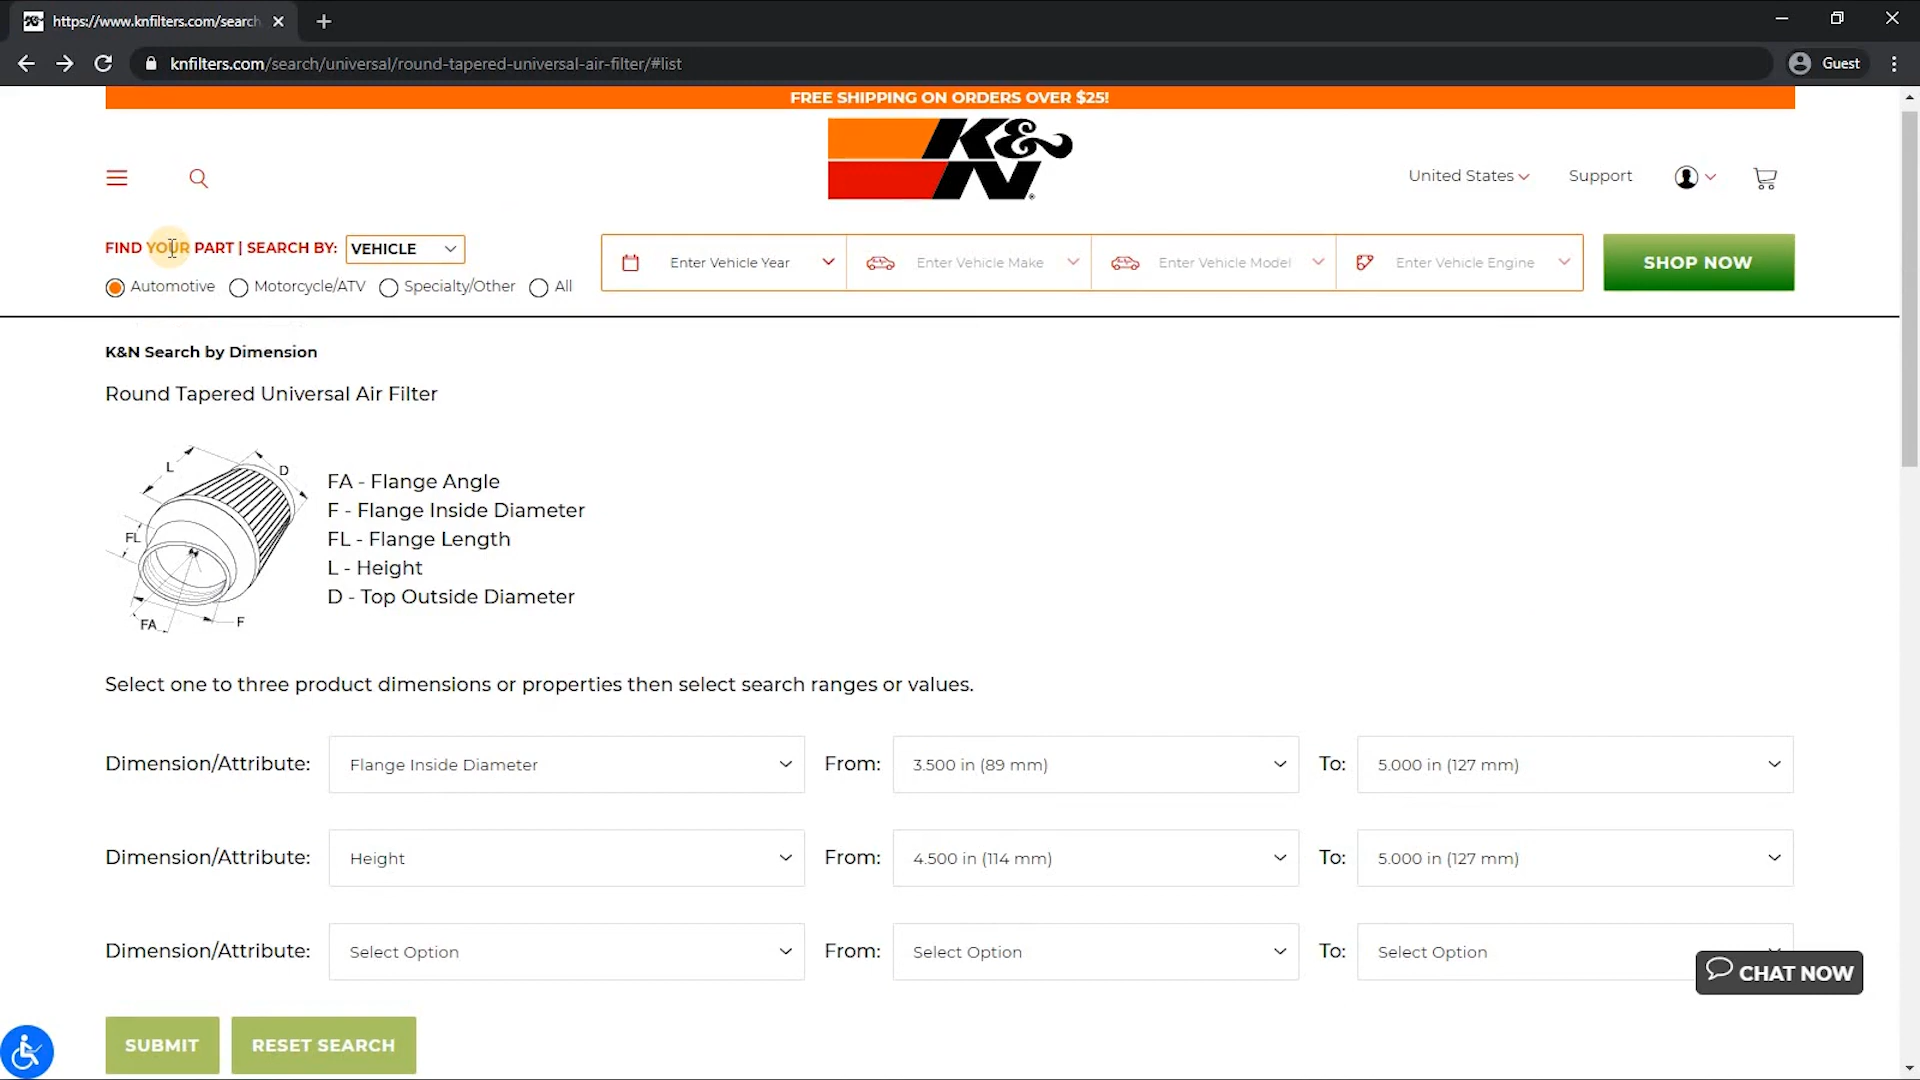 https://www.knfilters.com/search
knfilters.com/search/universal/round-tapered-universal-air-filter/#list
Guest
FREE SHIPPING ON ORDERS OVER $25!
K&N
United States
Support
FIND YOUR PART | SEARCH BY:
VEHICLE
Automotive
Motorcycle/ATV
Specialty/Other
All
Enter Vehicle Year
Enter Vehicle Make
Enter Vehicle Model
Enter Vehicle Engine
SHOP NOW
K&N Search by Dimension
Round Tapered Universal Air Filter
L
D
FL
FA
F
FA - Flange Angle
F - Flange Inside Diameter
FL - Flange Length
L - Height
D - Top Outside Diameter
Select one to three product dimensions or properties then select search ranges or values.
Dimension/Attribute: Flange Inside Diameter From: 3.500 in (89 mm) To: 5.000 in (127 mm)
Dimension/Attribute: Height From: 4.500 in (114 mm) To: 5.000 in (127 mm)
Dimension/Attribute: Select Option From: Select Option To: Select Option
CHAT NOW
SUBMIT
RESET SEARCH